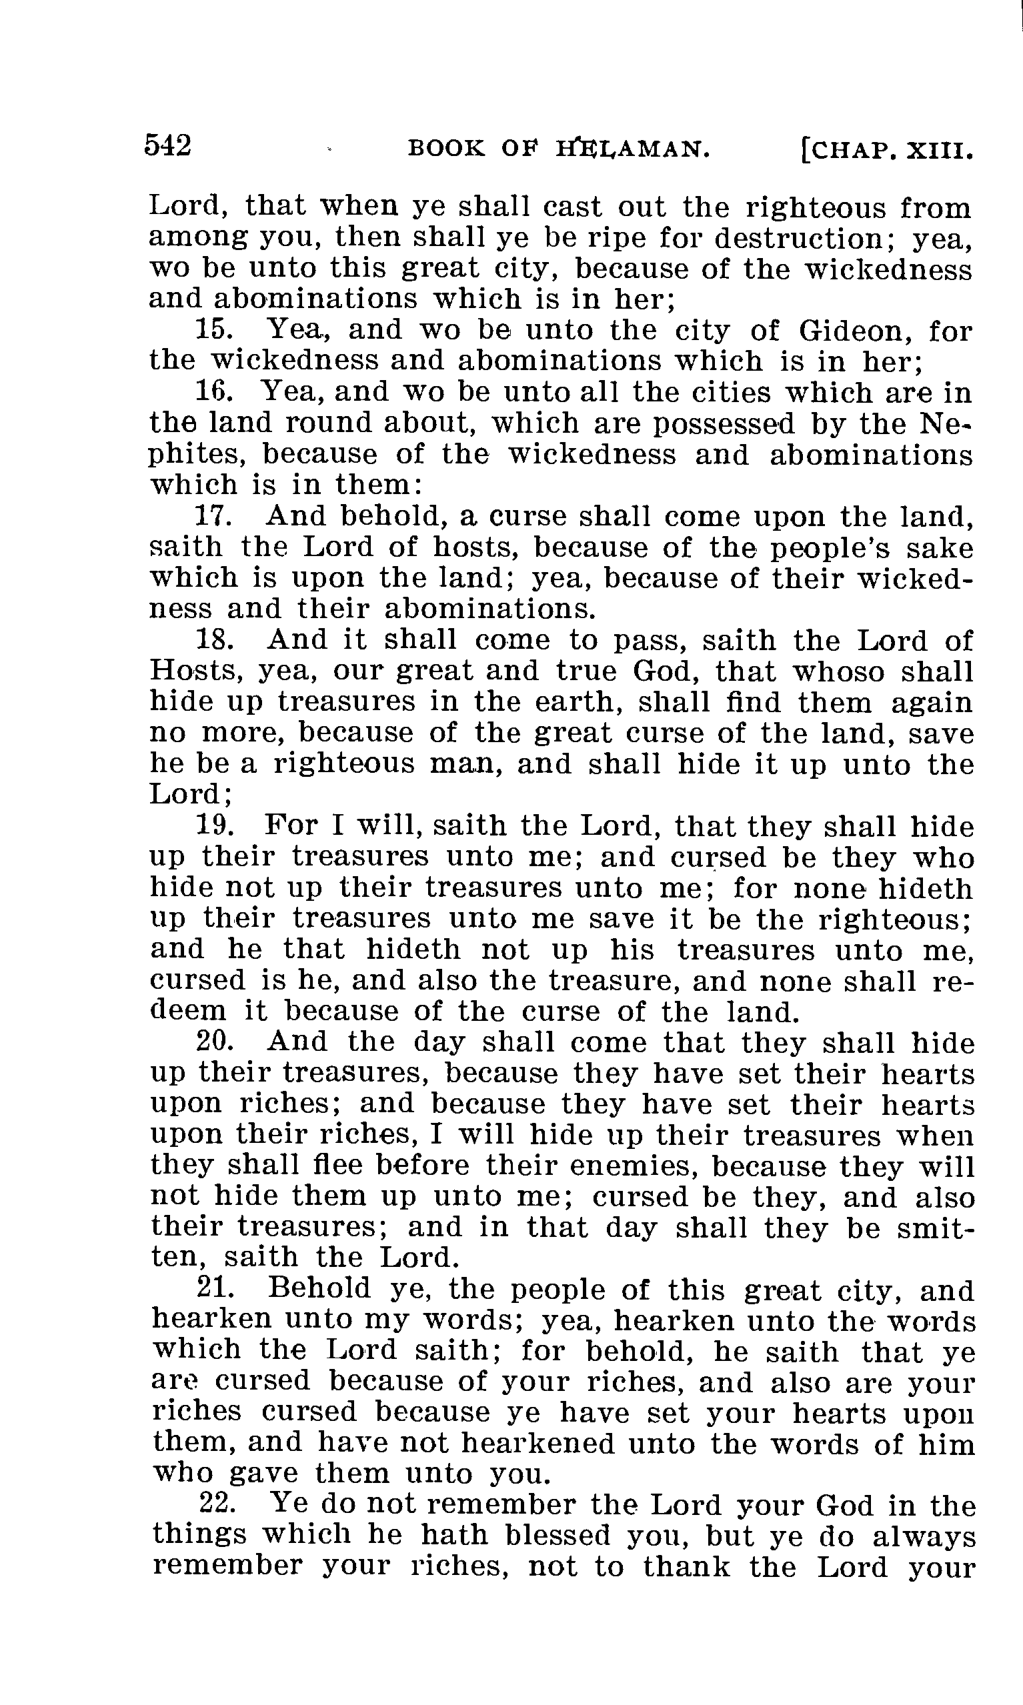 542 BOOK OF HELAMAN. [CHAP. XIII.
Lord, that when ye shall cast out the righteous from
among you, then shall ye be ripe for destruction; yea,
wo be unto this great city, because of the wickedness
and abominations which is in her;
15. Yea, and wo be unto the city of Gideon, for
the wickedness and abominations which is in her;
16. Yea, and wo be unto all the cities which are in
the land round about, which are possessed by the Ne-
phites, because of the wickedness and abominations
which is in them:
17. And behold, a curse shall come upon the land,
saith the Lord of hosts, because of the people's sake
which is upon the land; yea, because of their wicked-
ness and their abominations.
18. And it shall come to pass, saith the Lord of
Hosts, yea, our great and true God, that whoso shall
hide up treasures in the earth, shall find them again
no more, because of the great curse of the land, save
he be a righteous man, and shall hide it up unto the
Lord;
19. For I will, saith the Lord, that they shall hide
up their treasures unto me; and cursed be they who
hide not up their treasures unto me; for none hideth
up their treasures unto me save it be the righteous;
and he that hideth not up his treasures unto me,
cursed is he, and also the treasure, and none shall re-
deem it because of the curse of the land.
20. And the day shall come that they shall hide
up their treasures, because they have set their hearts
upon riches; and because they have set their hearts
upon their riches, I will hide up their treasures when
they shall flee before their enemies, because they will
not hide them up unto me; cursed be they, and also
their treasures; and in that day shall they be smit-
ten, saith the Lord.
21. Behold ye, the people of this great city, and
hearken unto my words; yea, hearken unto the words
which the Lord saith; for behold, he saith that ye
are cursed because of your riches, and also are your
riches cursed because ye have set your hearts upon
them, and have not hearkened unto the words of him
who gave them unto you.
22. Ye do not remember the Lord your God in the
things which he hath blessed you, but ye do always
remember your riches, not to thank the Lord your